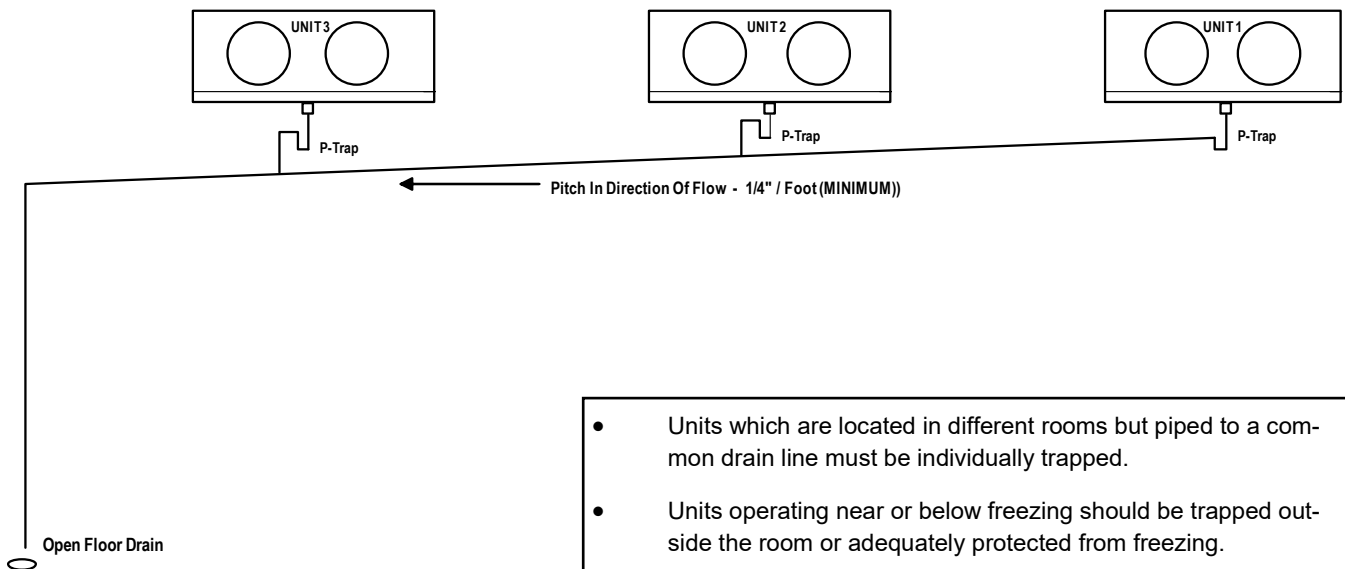 UNIT3
UNIT2
UNIT1
P-Trap
P-Trap
P-Trap
Pitch In Direction Of Flow - 1/4" / Foot (MINIMUM))
• Units which are located in different rooms but piped to a com-
mon drain line must be individually trapped.
• Units operating near or below freezing should be trapped out-
side the room or adequately protected from freezing.
Open Floor Drain